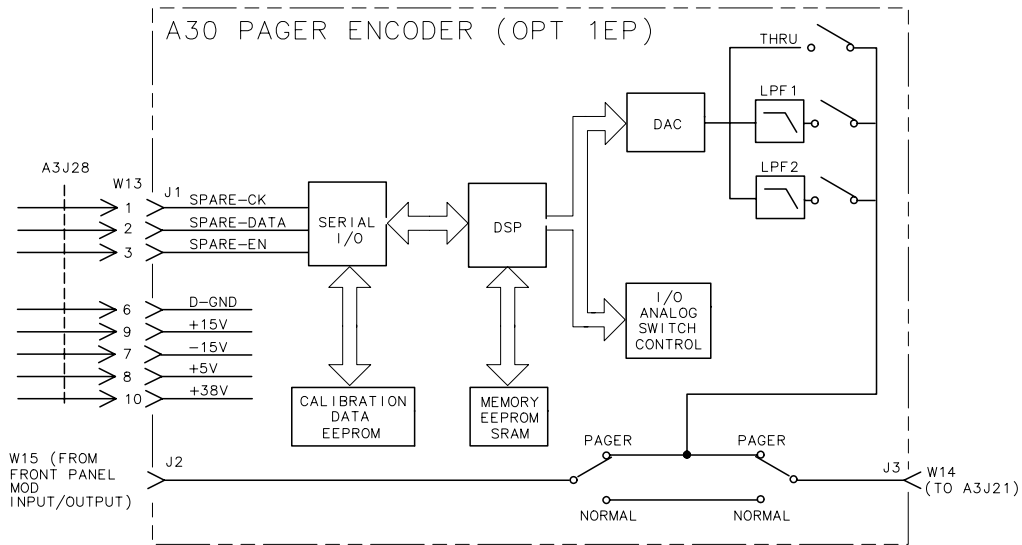 A30 PAGER ENCODER (OPT 1EP)
THRU
LPF1
DAC
LPF2
A3J28
W13
J1
1
SPARE-CK
2
SPARE-DATA
3
SPARE-EN
SERIAL
I/O
DSP
6
D-GND
9
+15V
7
-15V
8
+5V
10
+38V
I/O
ANALOG
SWITCH
CONTROL
CALIBRATION
DATA
EEPROM
MEMORY
EEPROM
SRAM
W15 (FROM
FRONT PANEL
MOD
INPUT/OUTPUT)
J2
PAGER
PAGER
J3
W14
(TO A3J21)
NORMAL
NORMAL